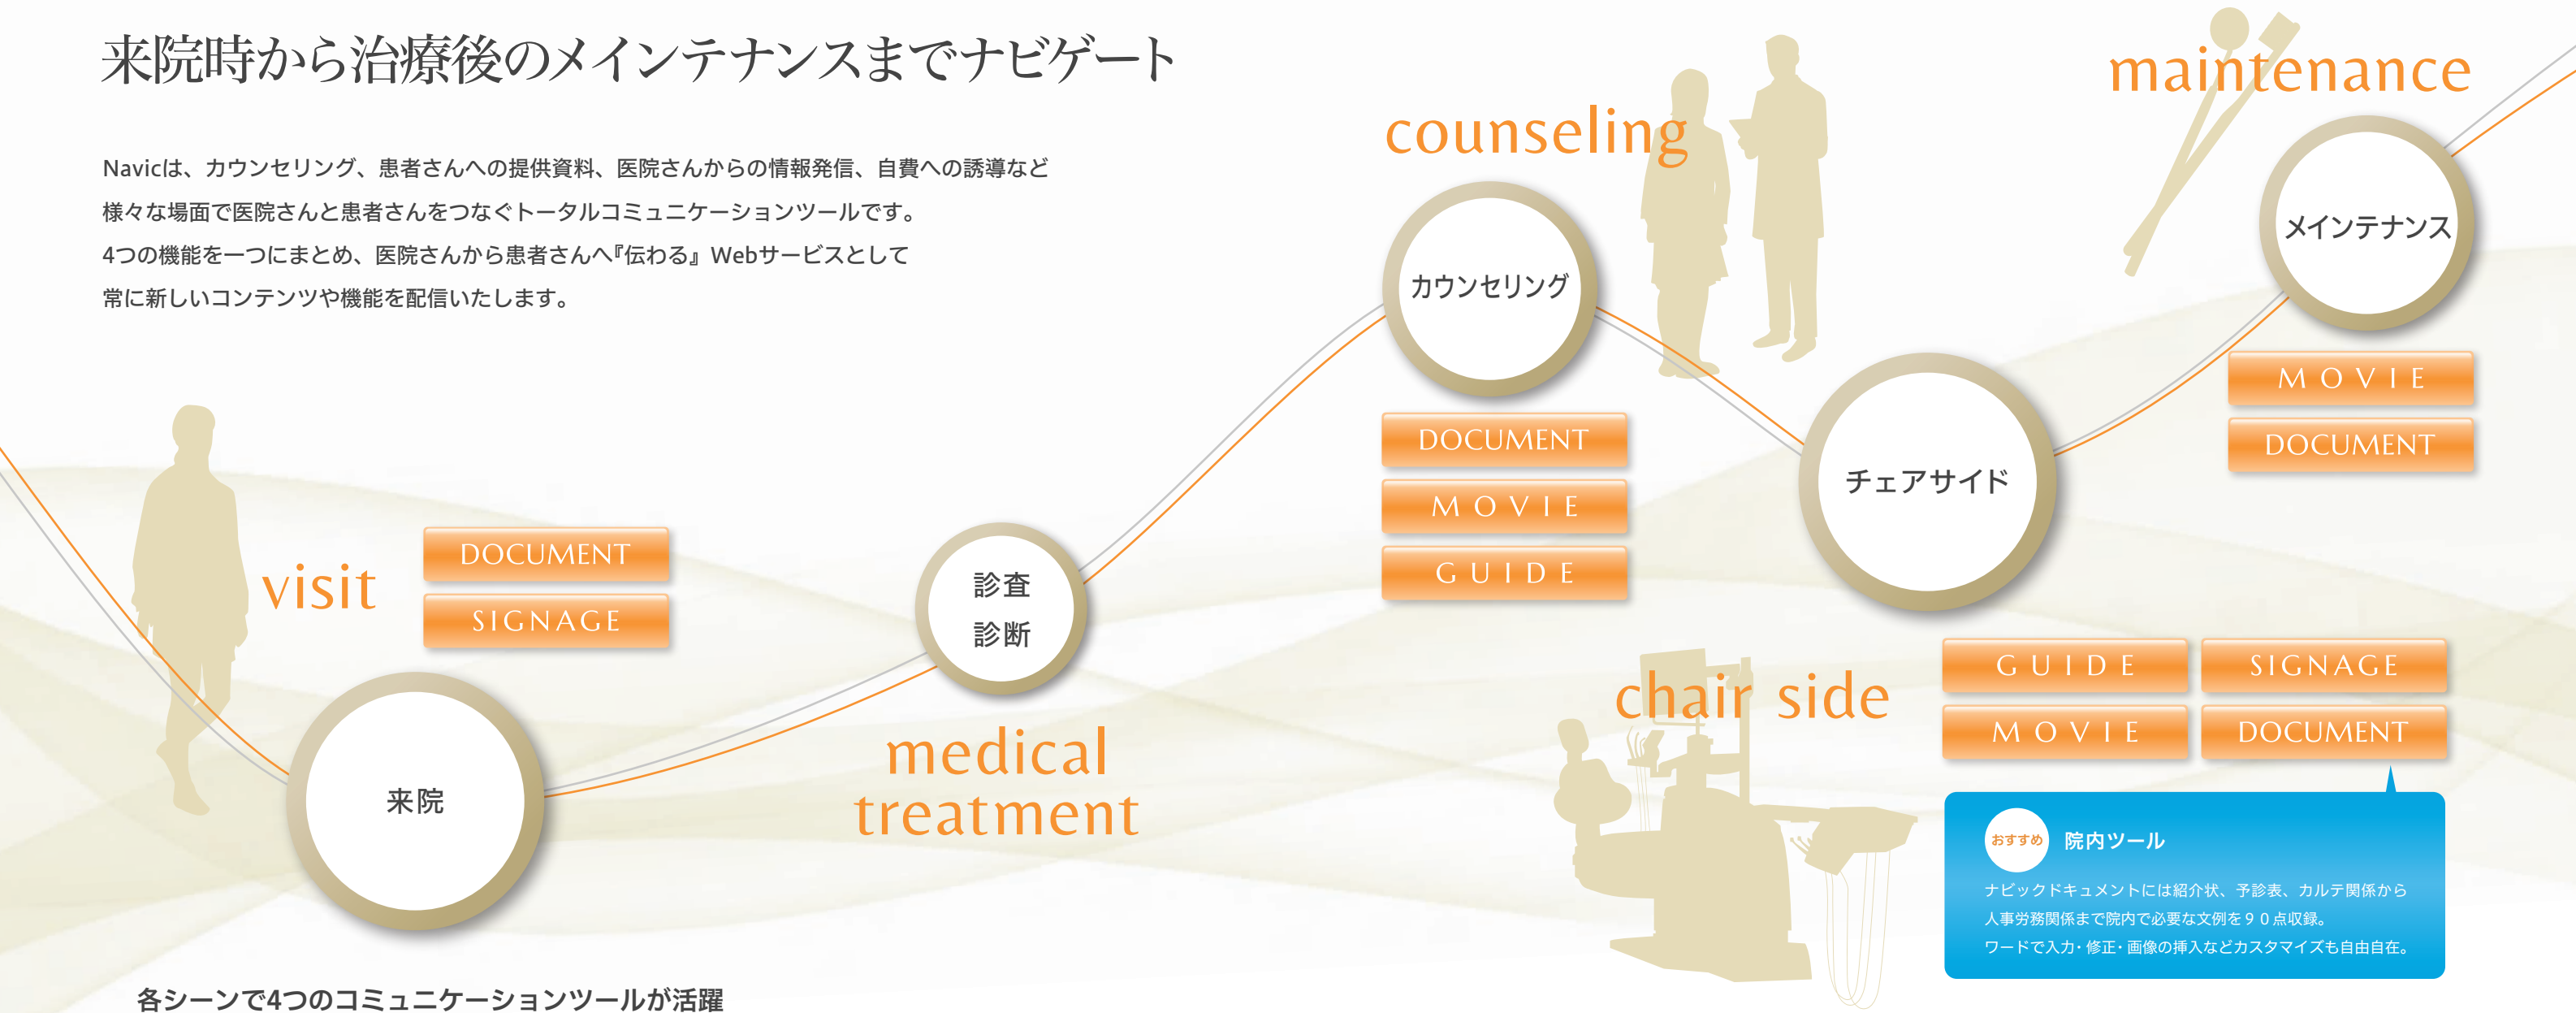 来院時から治療後のメインテナンスまでナビゲート
Navicは、カウンセリング、患者さんへの提供資料、医院さんからの情報発信、自費への誘導など
様々な場面で医院さんと患者さんをつなぐトータルコミュニケーションツールです。
4つの機能を一つにまとめ、医院さんから患者さんへ『伝わる』Webサービスとして
常に新しいコンテンツや機能を配信いたします。
visit
DOCUMENT
SIGNAGE
来院
診査
診断
medical
treatment
counseling
カウンセリング
DOCUMENT
MOVIE
GUIDE
チェアサイド
chair side
GUIDE
SIGNAGE
MOVIE
DOCUMENT
おすすめ 院内ツール
ナビックドキュメントには紹介状、予診表、カルテ関係から
人事労務関係まで院内で必要な文例を90点収録。
ワードで入力・修正・画像の挿入などカスタマイズも自由自在。
maintenance
メインテナンス
MOVIE
DOCUMENT
各シーンで4つのコミュニケーションツールが活躍